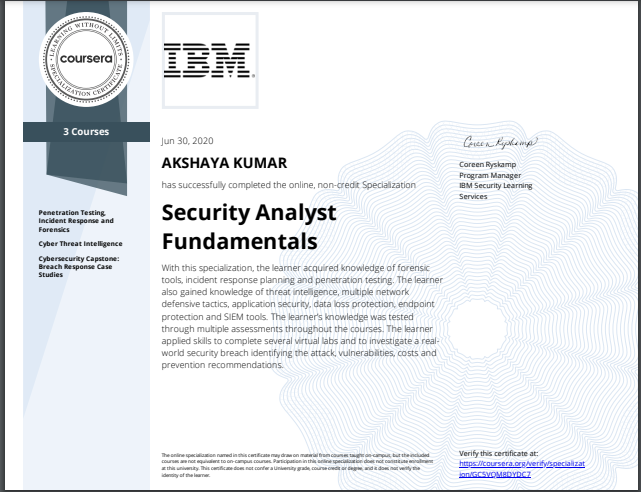 LEARNING WITHOUT LIMITS
coursera
SPECIALIZATION CERTIFICATE
3 Courses
Penetration Testing,
Incident Response and
Forensics
Cyber Threat Intelligence
Cybersecurity Capstone:
Breach Response Case
Studies
IBM®
Jun 30, 2020
AKSHAYA KUMAR
has successfully completed the online, non-credit Specialization
Security Analyst
Fundamentals
With this specialization, the learner acquired knowledge of forensic
tools, incident response planning and penetration testing. The learner
also gained knowledge of threat intelligence, multiple network
defensive tactics, application security, data loss protection, endpoint
protection and SIEM tools. The learner's knowledge was tested
through multiple assessments throughout the courses. The learner
applied skills to complete several virtual labs and to investigate a real-
world security breach identifying the attack, vulnerabilities, costs and
prevention recommendations.
Coreen Ryskamp
Coreen Ryskamp
Program Manager
IBM Security Learning
Services
The online specialization named in this certificate may draw on material from courses taught on-campus, but the included
courses are not equivalent to on-campus courses. Participation in this online specialization does not constitute enrollment
at this university. This certificate does not confer a University grade, course credit or degree, and it does not verify the
identity of the learner.
Verify this certificate at:
https://coursera.org/verify/specializat
ion/GC5VQM8DYDC7